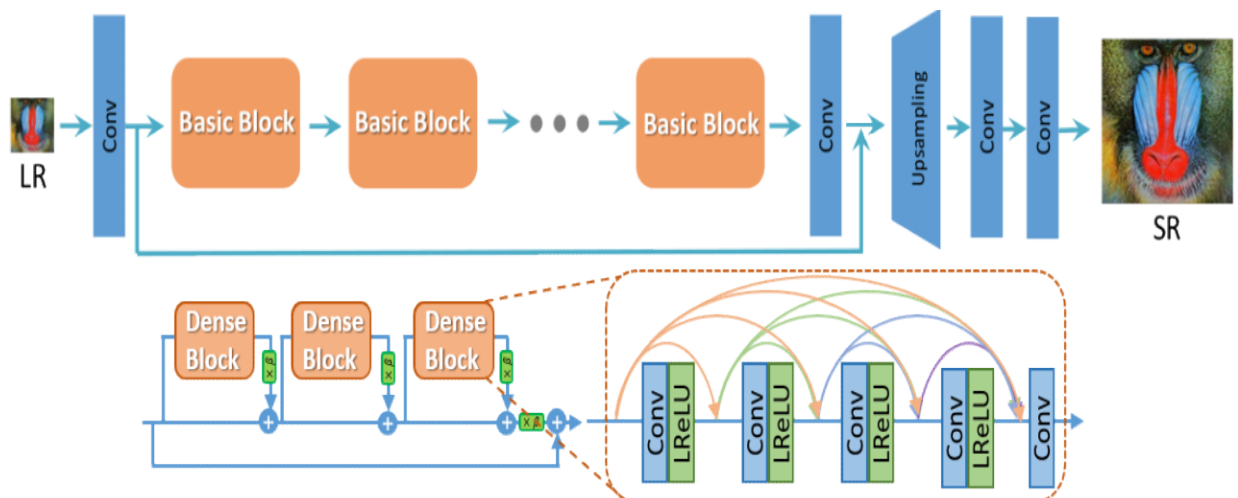 LR
Conv
Basic Block
Basic Block
Basic Block
Conv
Upsampling
Conv
Conv
SR
Dense
Block
× β
+
Dense
Block
× β
+
Dense
Block
× β
+
× β
+
Conv
LReLU
Conv
LReLU
Conv
LReLU
Conv
LReLU
Conv